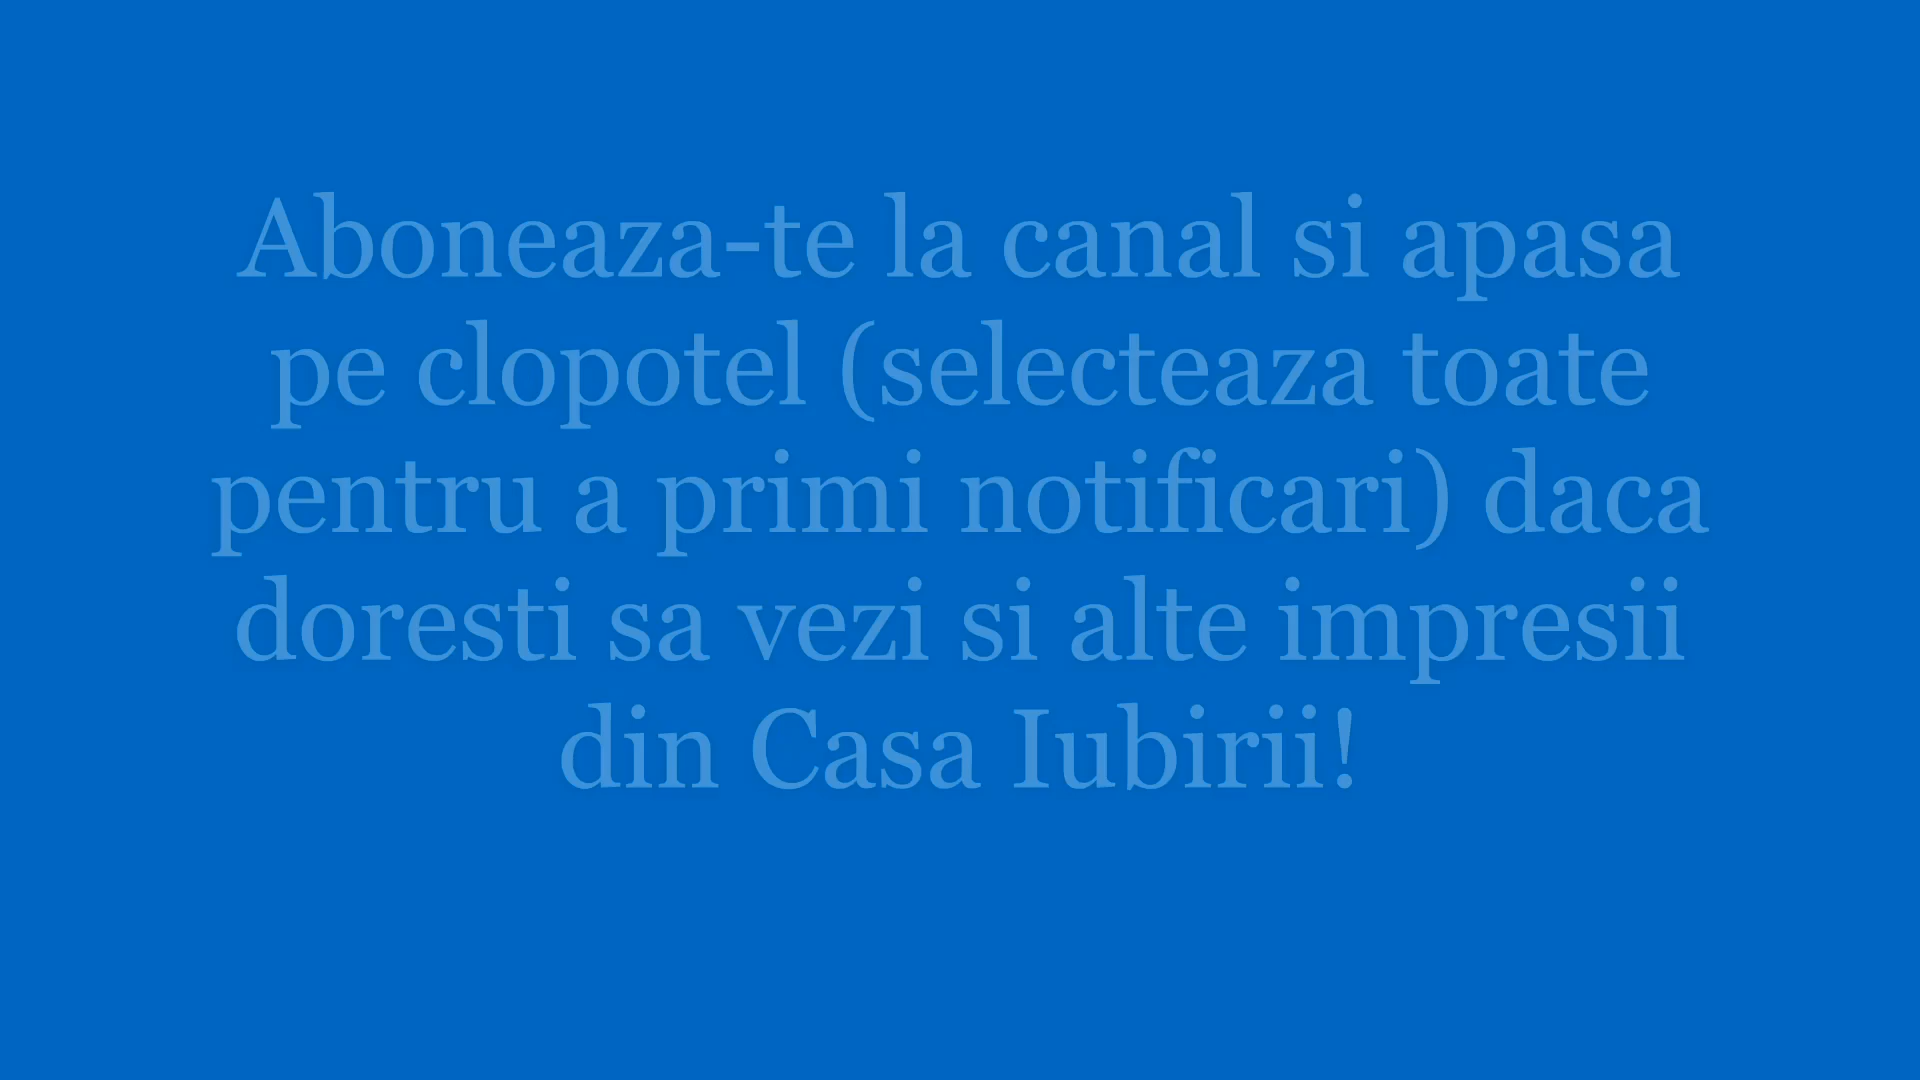 Aboneaza-te la canal si apasa
pe clopotel (selecteaza toate
pentru a primi notificari) daca
doresti sa vezi si alte impresii
din Casa Iubirii!